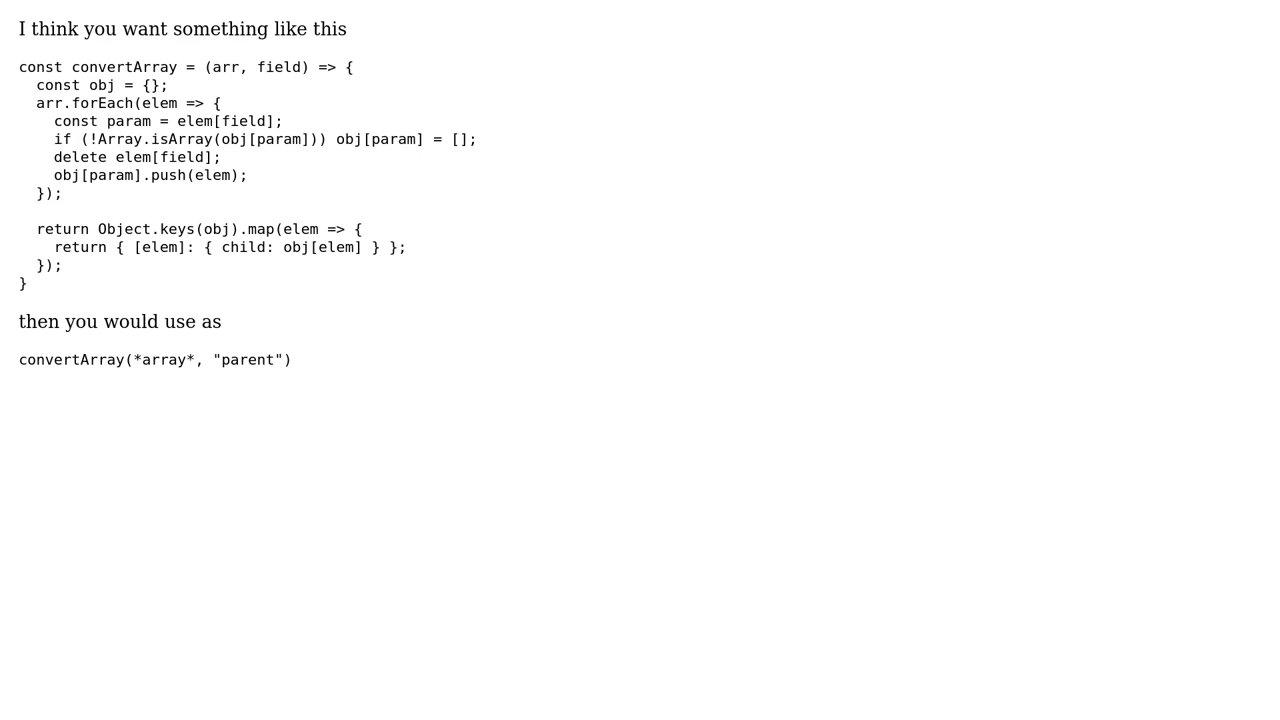 I think you want something like this
const convertArray = (arr, field) => {
  const obj = {};
  arr.forEach(elem => {
    const param = elem[field];
    if (!Array.isArray(obj[param])) obj[param] = [];
    delete elem[field];
    obj[param].push(elem);
  });

  return Object.keys(obj).map(elem => {
    return { [elem]: { child: obj[elem] } };
  });
}
then you would use as
convertArray(*array*, "parent")